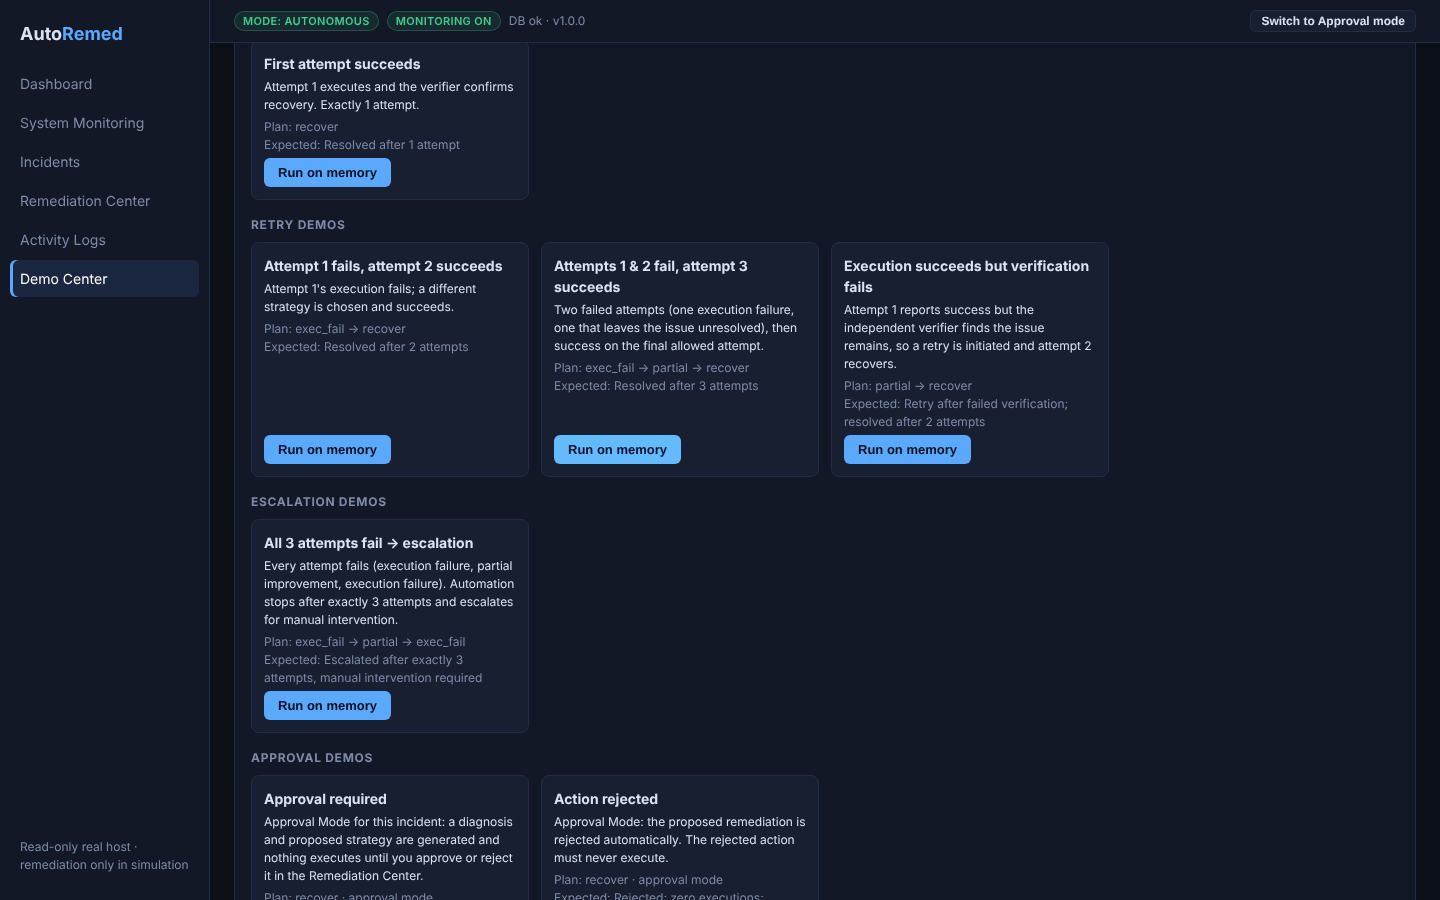 AutoRemed
MODE: AUTONOMOUS
MONITORING ON
DB ok · v1.0.0
Switch to Approval mode
Dashboard
System Monitoring
Incidents
Remediation Center
Activity Logs
Demo Center
Read-only real host ·
remediation only in simulation
First attempt succeeds
Attempt 1 executes and the verifier confirms
recovery. Exactly 1 attempt.
Plan: recover
Expected: Resolved after 1 attempt
Run on memory
RETRY DEMOS
Attempt 1 fails, attempt 2 succeeds
Attempt 1's execution fails; a different
strategy is chosen and succeeds.
Plan: exec_fail → recover
Expected: Resolved after 2 attempts
Run on memory
Attempts 1 & 2 fail, attempt 3
succeeds
Two failed attempts (one execution failure,
one that leaves the issue unresolved), then
success on the final allowed attempt.
Plan: exec_fail → partial → recover
Expected: Resolved after 3 attempts
Run on memory
Execution succeeds but verification
fails
Attempt 1 reports success but the
independent verifier finds the issue
remains, so a retry is initiated and attempt 2
recovers.
Plan: partial → recover
Expected: Retry after failed verification;
resolved after 2 attempts
Run on memory
ESCALATION DEMOS
All 3 attempts fail → escalation
Every attempt fails (execution failure, partial
improvement, execution failure). Automation
stops after exactly 3 attempts and escalates
for manual intervention.
Plan: exec_fail → partial → exec_fail
Expected: Escalated after exactly 3
attempts, manual intervention required
Run on memory
APPROVAL DEMOS
Approval required
Approval Mode for this incident: a diagnosis
and proposed strategy are generated and
nothing executes until you approve or reject
it in the Remediation Center.
Plan: recover · approval mode
Action rejected
Approval Mode: the proposed remediation is
rejected automatically. The rejected action
must never execute.
Plan: recover · approval mode
Expected: Rejected; zero executions;